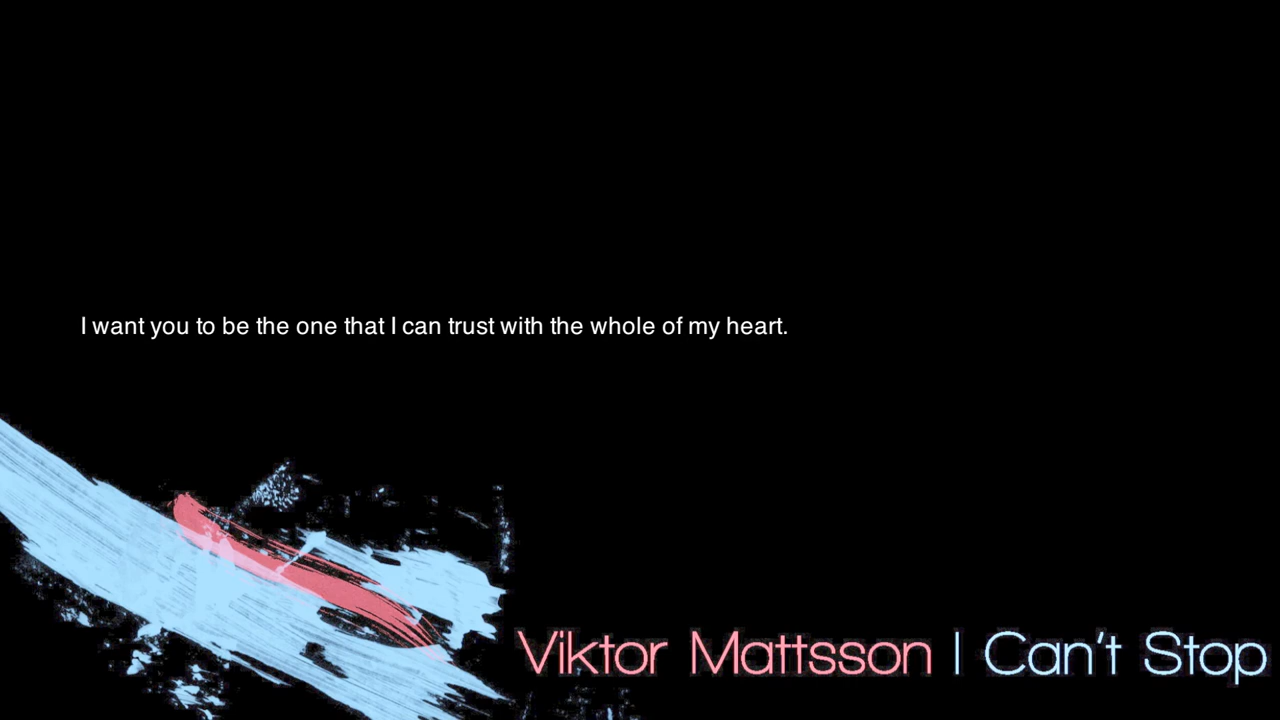 I want you to be the one that I can trust with the whole of my heart.
Viktor Mattsson | Can't Stop